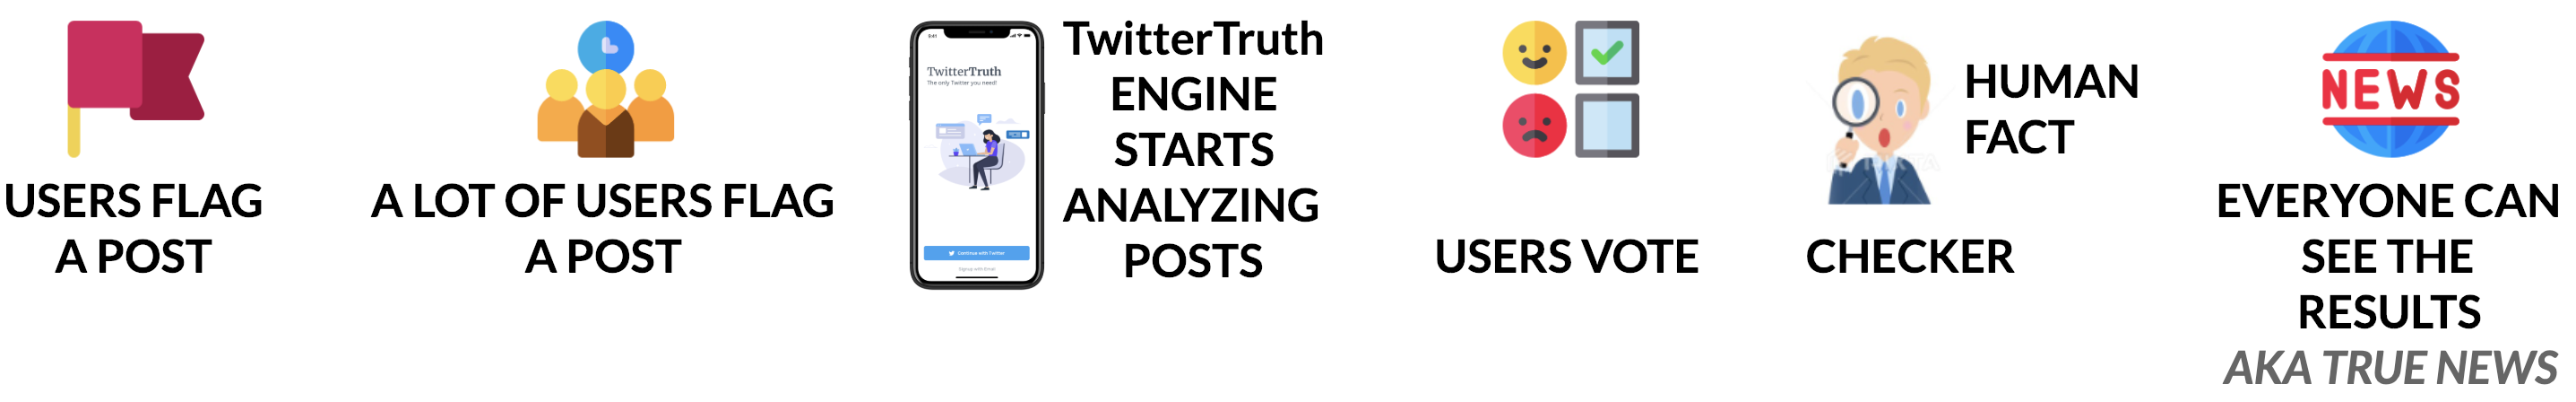 USERS FLAG
A POST
A LOT OF USERS FLAG
A POST
9:41
TwitterTruth
The only Twitter you need!
Continue with Twitter
Signup with Email
TwitterTruth
ENGINE
STARTS
ANALYZING
POSTS
USERS VOTE
HUMAN
FACT
CHECKER
NEWS
EVERYONE CAN
SEE THE
RESULTS
AKA TRUE NEWS